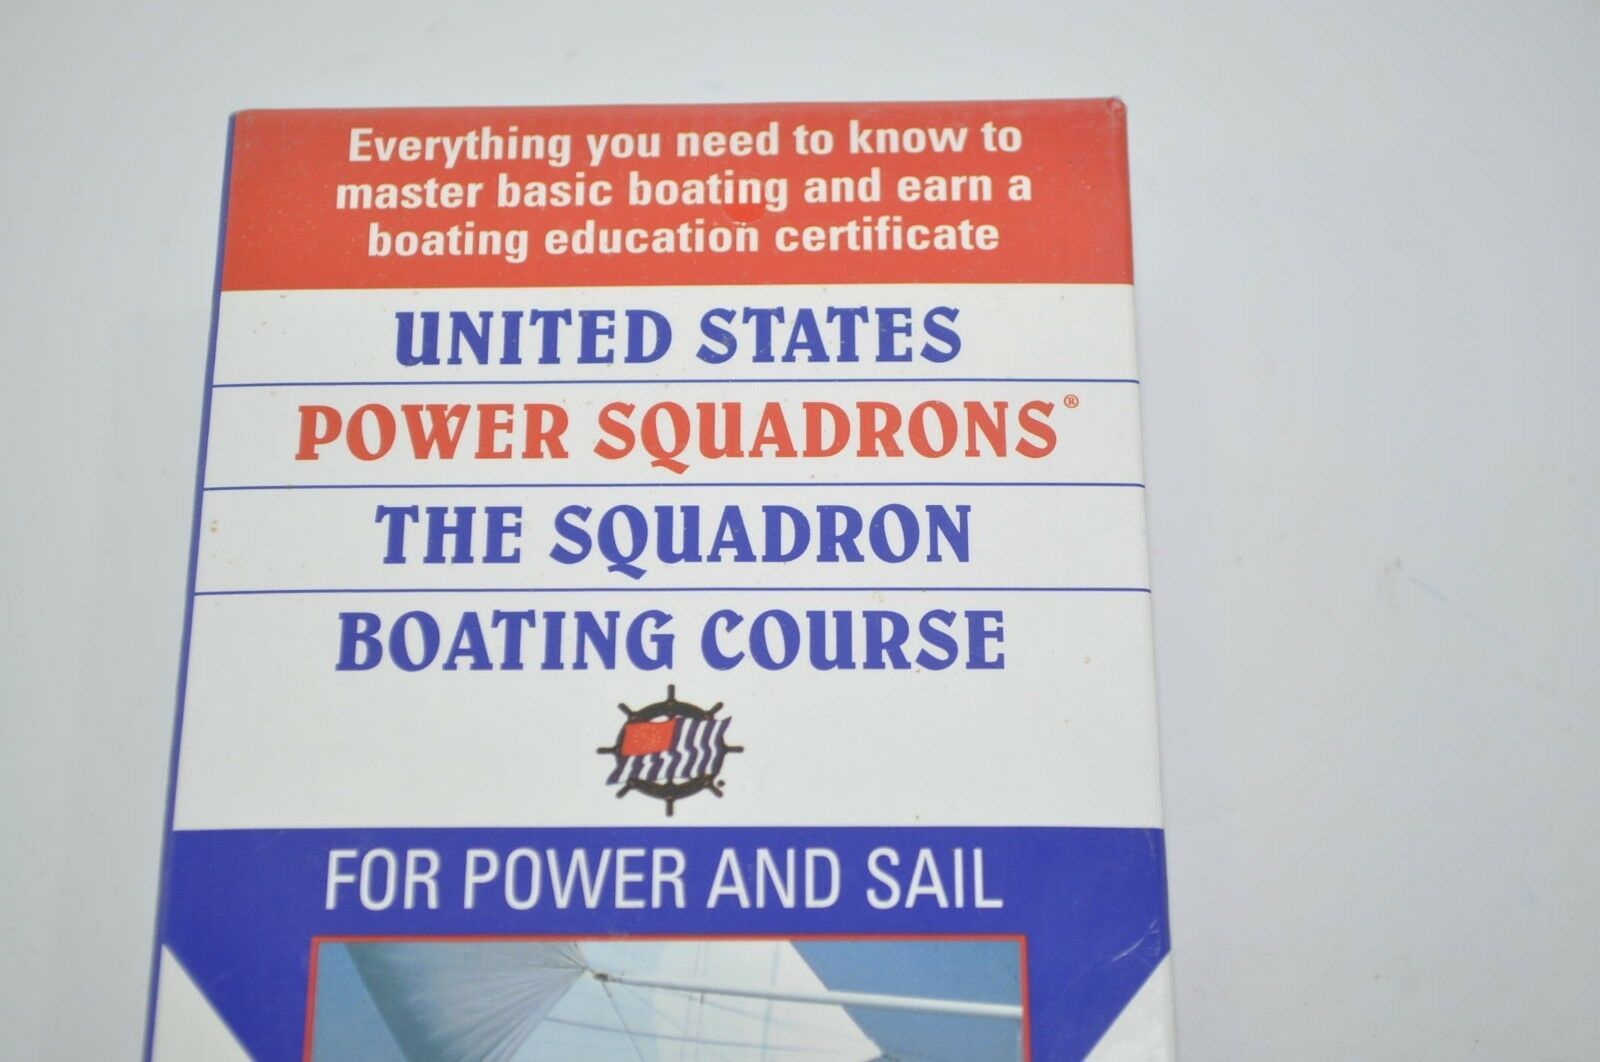 Everything you need to know to
master basic boating and earn a
boating education certificate
UNITED STATES
POWER SQUADRONS®
THE SQUADRON
BOATING COURSE
FOR POWER AND SAIL